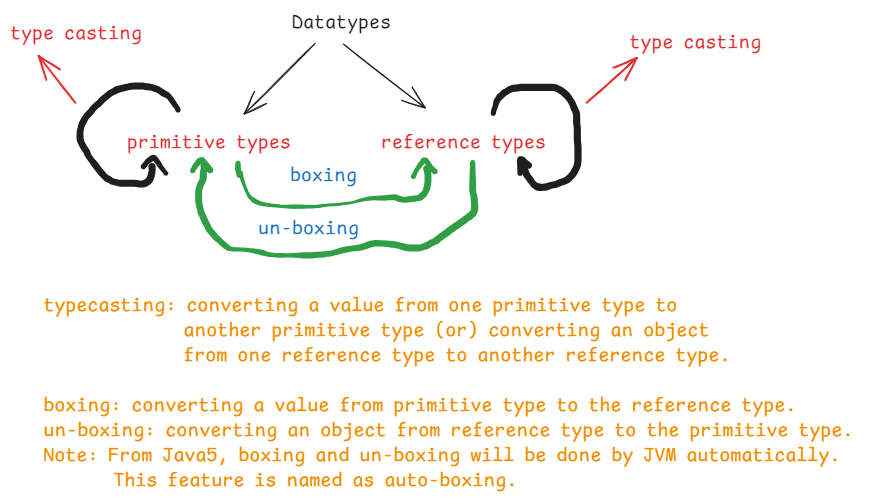 Datatypes
type casting
type casting
primitive types
reference types
boxing
un-boxing
typecasting: converting a value from one primitive type to
another primitive type (or) converting an object
from one reference type to another reference type.
boxing: converting a value from primitive type to the reference type.
un-boxing: converting an object from reference type to the primitive type.
Note: From Java5, boxing and un-boxing will be done by JVM automatically.
This feature is named as auto-boxing.